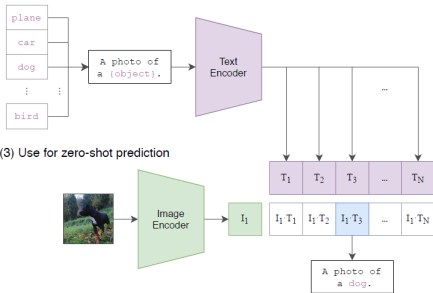 plane
car
dog
⋮
⋮
bird
A photo of
a {object}.
Text
Encoder
...
(3) Use for zero-shot prediction
T1
T2
T3
...
TN
Image
Encoder
I1
I1·T1
I1·T2
I1·T3
...
I1·TN
A photo of
a dog.